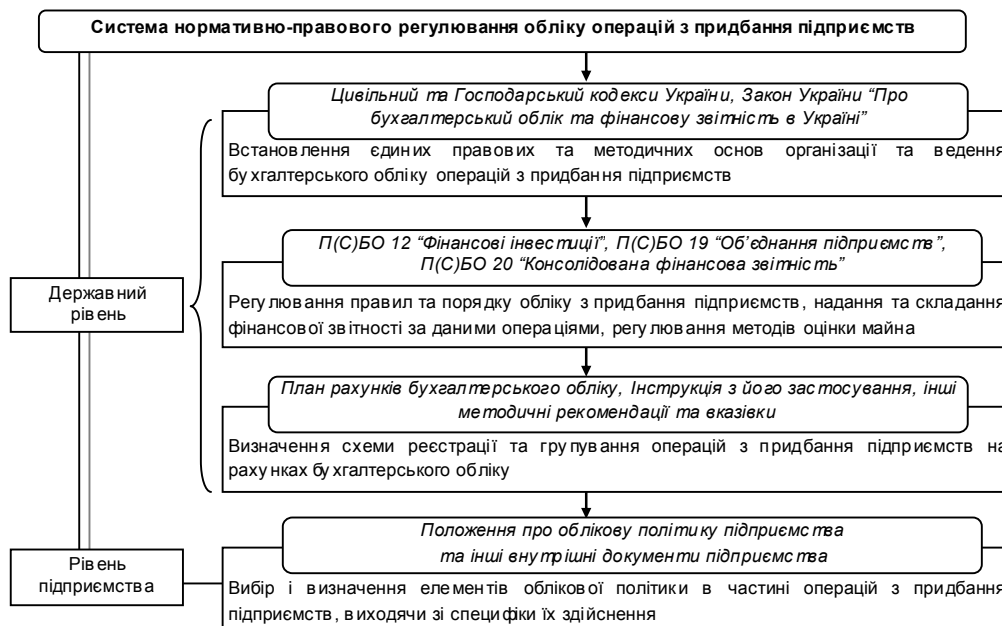 Система нормативно-правового регулювання обліку операцій з придбання підприємств
Цивільний та Господарський кодекси України, Закон України “Про
бухгалтерський облік та фінансову звітність в Україні”
Встановлення єдиних правових та методичних основ організації та ведення
бухгалтерського обліку операцій з придбання підприємств
П(С)БО 12 “Фінансові інвестиції”, П(С)БО 19 “Об’єднання підприємств”,
П(С)БО 20 “Консолідована фінансова звітність”
Державний
рівень
Регулювання правил та порядку обліку з придбання підприємств, надання та складання
фінансової звітності за даними операціями, регулювання методів оцінки майна
План рахунків бухгалтерського обліку, Інструкція з його застосування, інші
методичні рекомендації та вказівки
Визначення схеми реєстрації та групування операцій з придбання підприємств на
рахунках бухгалтерського обліку
Положення про облікову політику підприємства
та інші внутрішні документи підприємства
Рівень
підприємства
Вибір і визначення елементів облікової політики в частині операцій з придбання
підприємств, виходячи зі специфіки їх здійснення